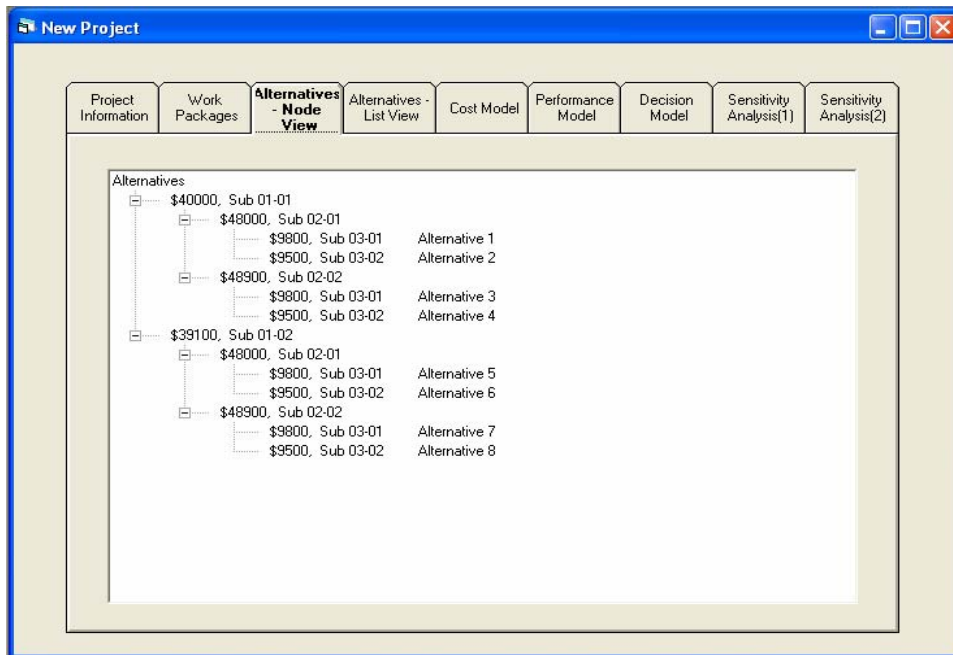 New Project
Project Information
Work Packages
Alternatives - Node View
Alternatives - List View
Cost Model
Performance Model
Decision Model
Sensitivity Analysis(1)
Sensitivity Analysis(2)
Alternatives
$40000, Sub 01-01
$48000, Sub 02-01
$9800, Sub 03-01 Alternative 1
$9500, Sub 03-02 Alternative 2
$48900, Sub 02-02
$9800, Sub 03-01 Alternative 3
$9500, Sub 03-02 Alternative 4
$39100, Sub 01-02
$48000, Sub 02-01
$9800, Sub 03-01 Alternative 5
$9500, Sub 03-02 Alternative 6
$48900, Sub 02-02
$9800, Sub 03-01 Alternative 7
$9500, Sub 03-02 Alternative 8